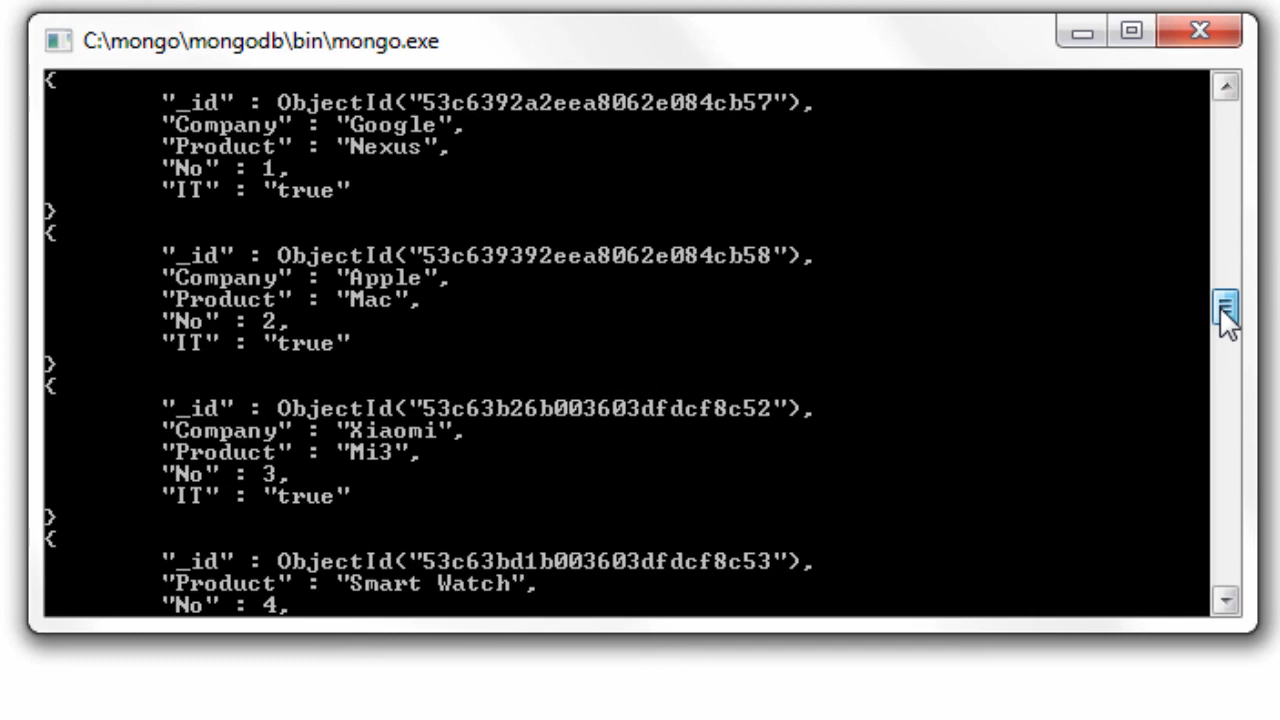 C:\mongo\mongodb\bin\mongo.exe
{
"_id" : ObjectId("53c6392a2eea8062e084cb57"),
"Company" : "Google",
"Product" : "Nexus",
"No" : 1,
"IT" : "true"
}
{
"_id" : ObjectId("53c639392eea8062e084cb58"),
"Company" : "Apple",
"Product" : "Mac",
"No" : 2,
"IT" : "true"
}
{
"_id" : ObjectId("53c63b26b003603dfdcf8c52"),
"Company" : "Xiaomi",
"Product" : "Mi3",
"No" : 3,
"IT" : "true"
}
{
"_id" : ObjectId("53c63bd1b003603dfdcf8c53"),
"Product" : "Smart Watch",
"No" : 4,